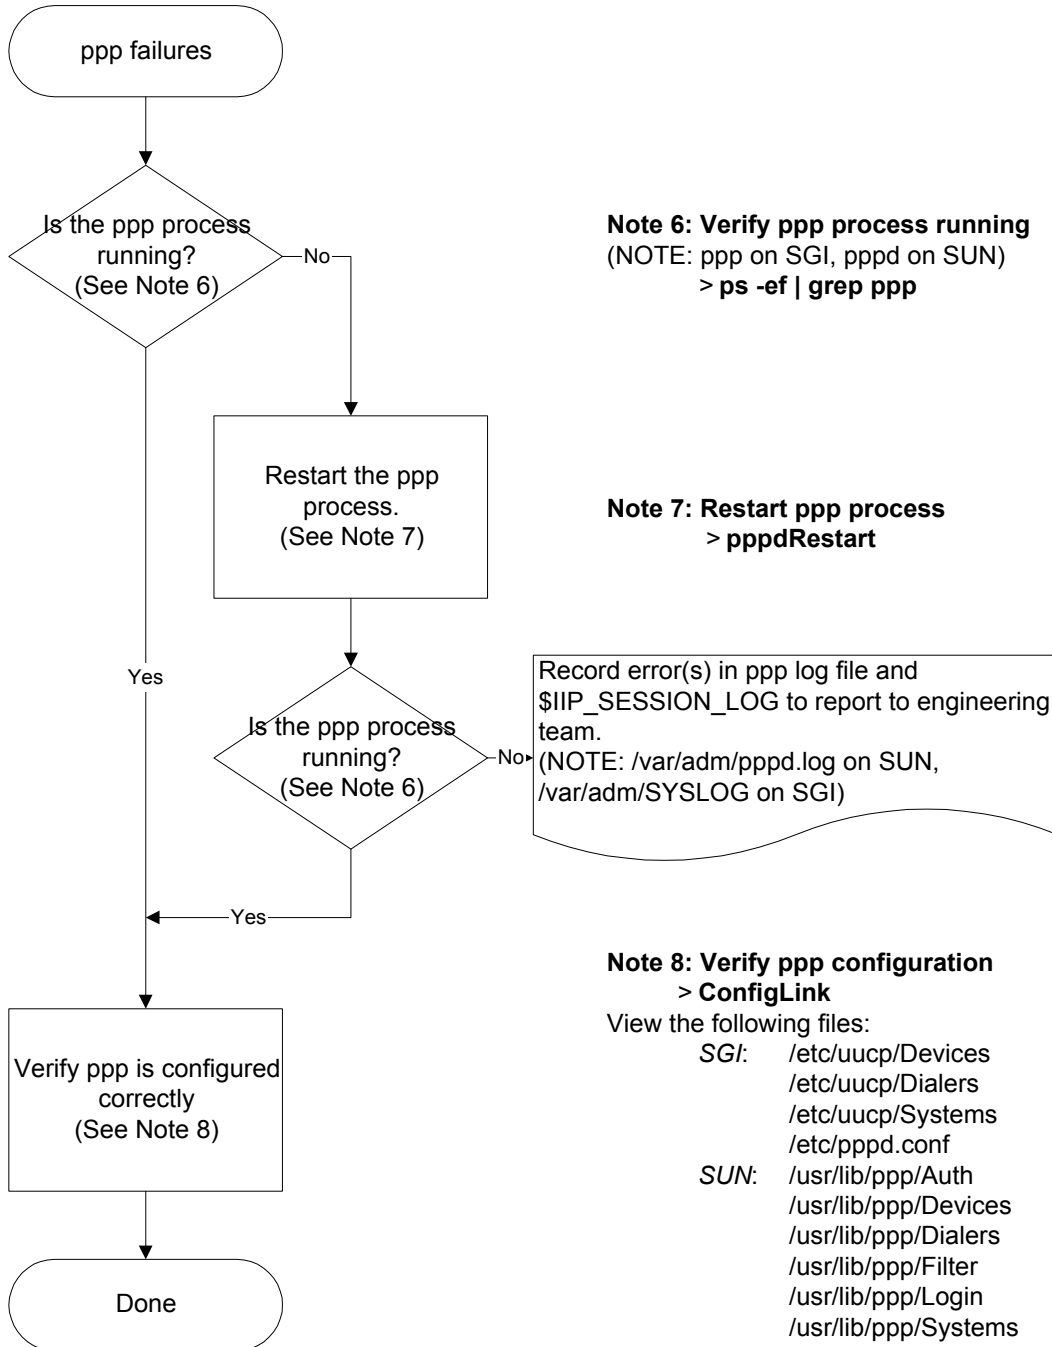 ppp failures
Is the ppp process
running?
(See Note 6)
No
Note 6: Verify ppp process running
(NOTE: ppp on SGI, pppd on SUN)
> ps -ef | grep ppp
Restart the ppp
process.
(See Note 7)
Note 7: Restart ppp process
> pppdRestart
Yes
Is the ppp process
running?
(See Note 6)
No
Record error(s) in ppp log file and
$IIP_SESSION_LOG to report to engineering
team.
(NOTE: /var/adm/pppd.log on SUN,
/var/adm/SYSLOG on SGI)
Yes
Note 8: Verify ppp configuration
> ConfigLink
View the following files:
SGI: /etc/uucp/Devices
/etc/uucp/Dialers
/etc/uucp/Systems
/etc/pppd.conf
SUN: /usr/lib/ppp/Auth
/usr/lib/ppp/Devices
/usr/lib/ppp/Dialers
/usr/lib/ppp/Filter
/usr/lib/ppp/Login
/usr/lib/ppp/Systems
Verify ppp is configured
correctly
(See Note 8)
Done